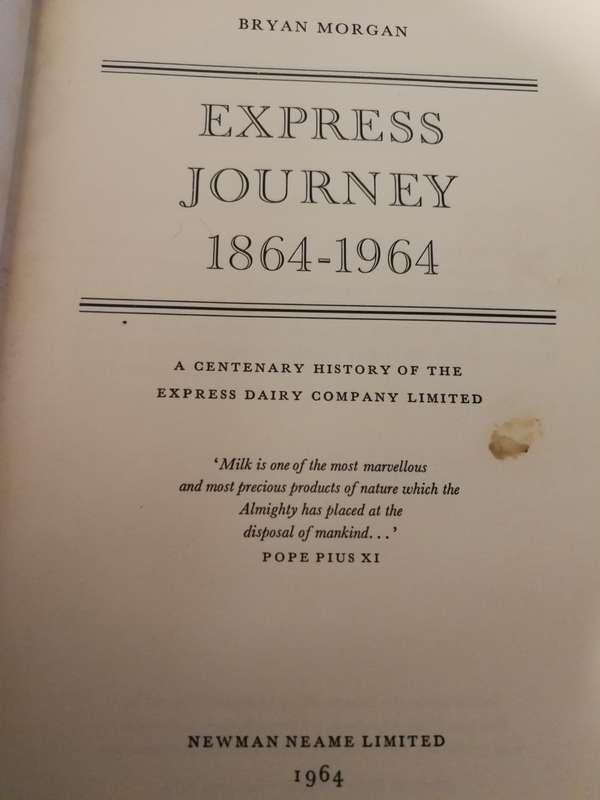 BRYAN MORGAN
EXPRESS
JOURNEY
1864-1964
A CENTENARY HISTORY OF THE
EXPRESS DAIRY COMPANY LIMITED
‘Milk is one of the most marvellous
and most precious products of nature which the
Almighty has placed at the
disposal of mankind...’
POPE PIUS XI
NEWMAN NEAME LIMITED
1964